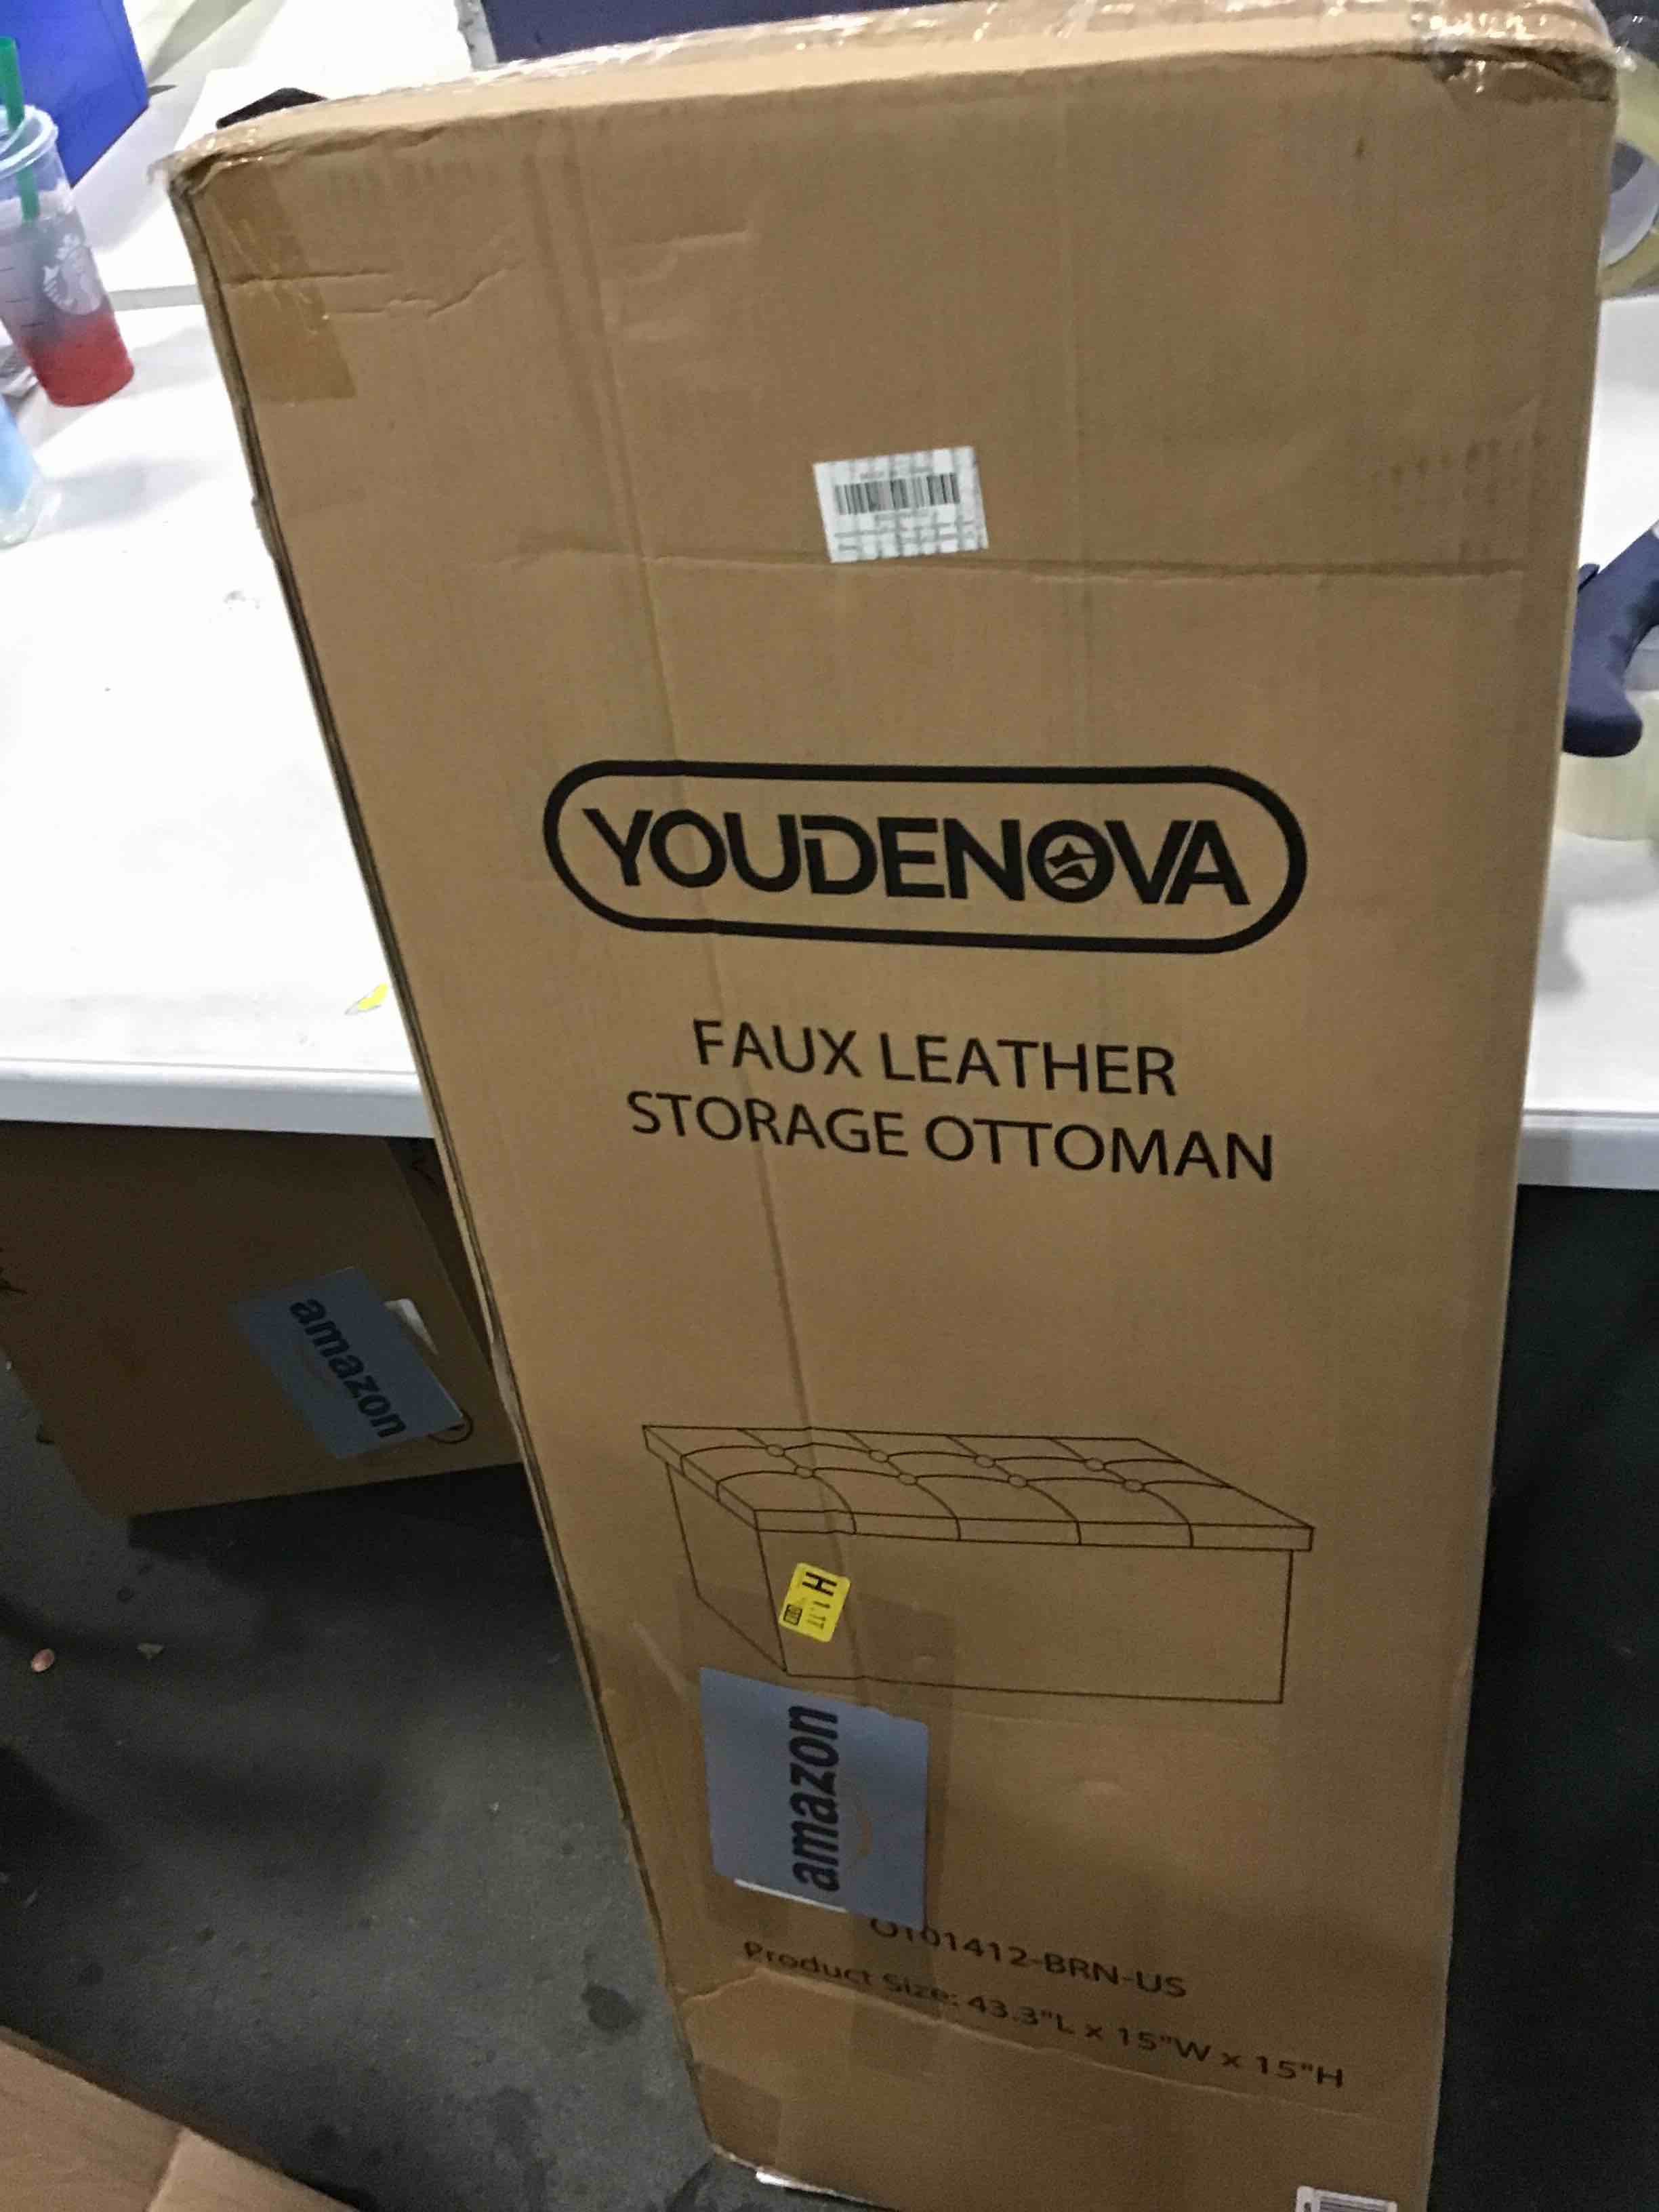 YOUDENOVA
FAUX LEATHER
STORAGE OTTOMAN
amazon
H
amazon
O101412-BRN-US
Product Size: 43.3"L x 15"W x 15"H